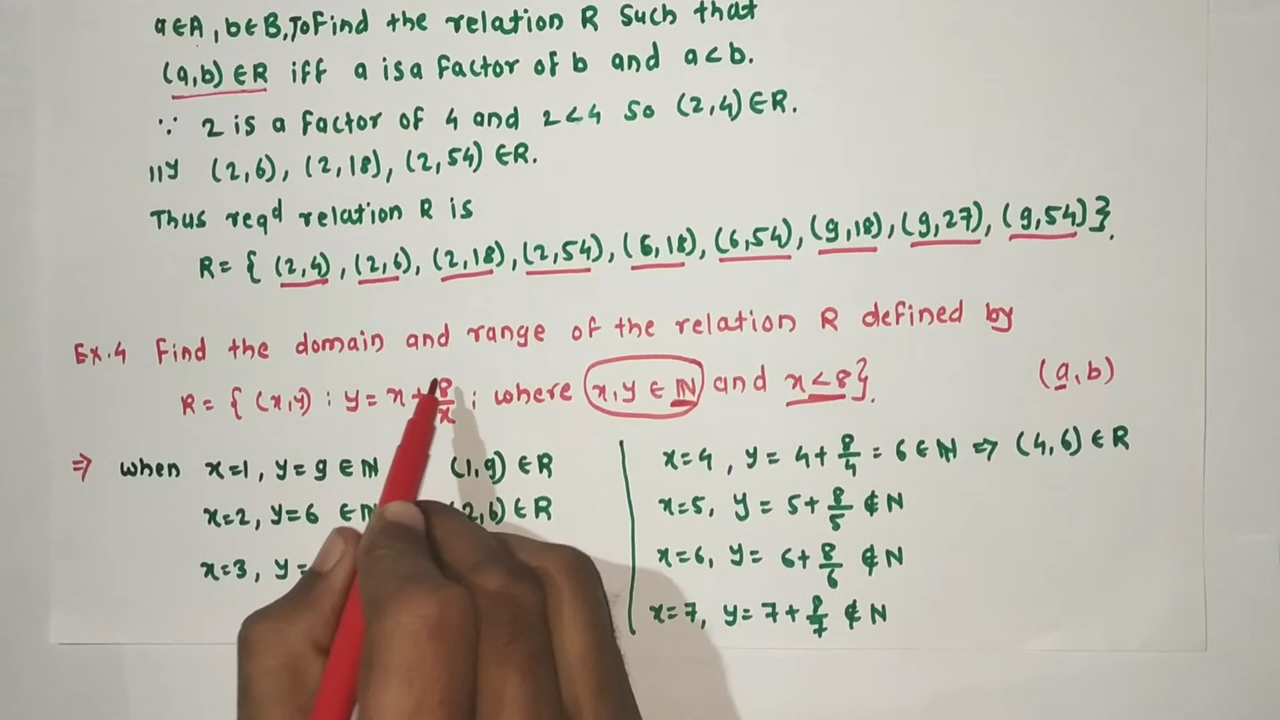 a∈A, b∈B, To Find the relation R such that
(a,b) ∈R iff a is a Factor of b and a<b.
∵ 2 is a Factor of 4 and 2<4 so (2,4)∈R.
|||y (2,6), (2,18), (2,54) ∈R.
Thus reqd relation R is
R= { (2,4), (2,6), (2,18), (2,54), (6,18), (6,54), (9,18), (9,27), (9,54)}.
Ex.4 Find the domain and range of the relation R defined by
R= { (x,y) : y= x+8/x ; where x,y ∈ N and x<8}.
(a,b)
⇒ when x=1, y=9 ∈ N (1,9) ∈R
x=2, y=6 ∈ N (2,6) ∈R
x=3, y=
x=4, y= 4+8/4 = 6 ∈ N ⇒ (4,6) ∈R
x=5, y= 5+8/5 ∉ N
x=6, y= 6+8/6 ∉ N
x=7, y= 7+8/7 ∉ N